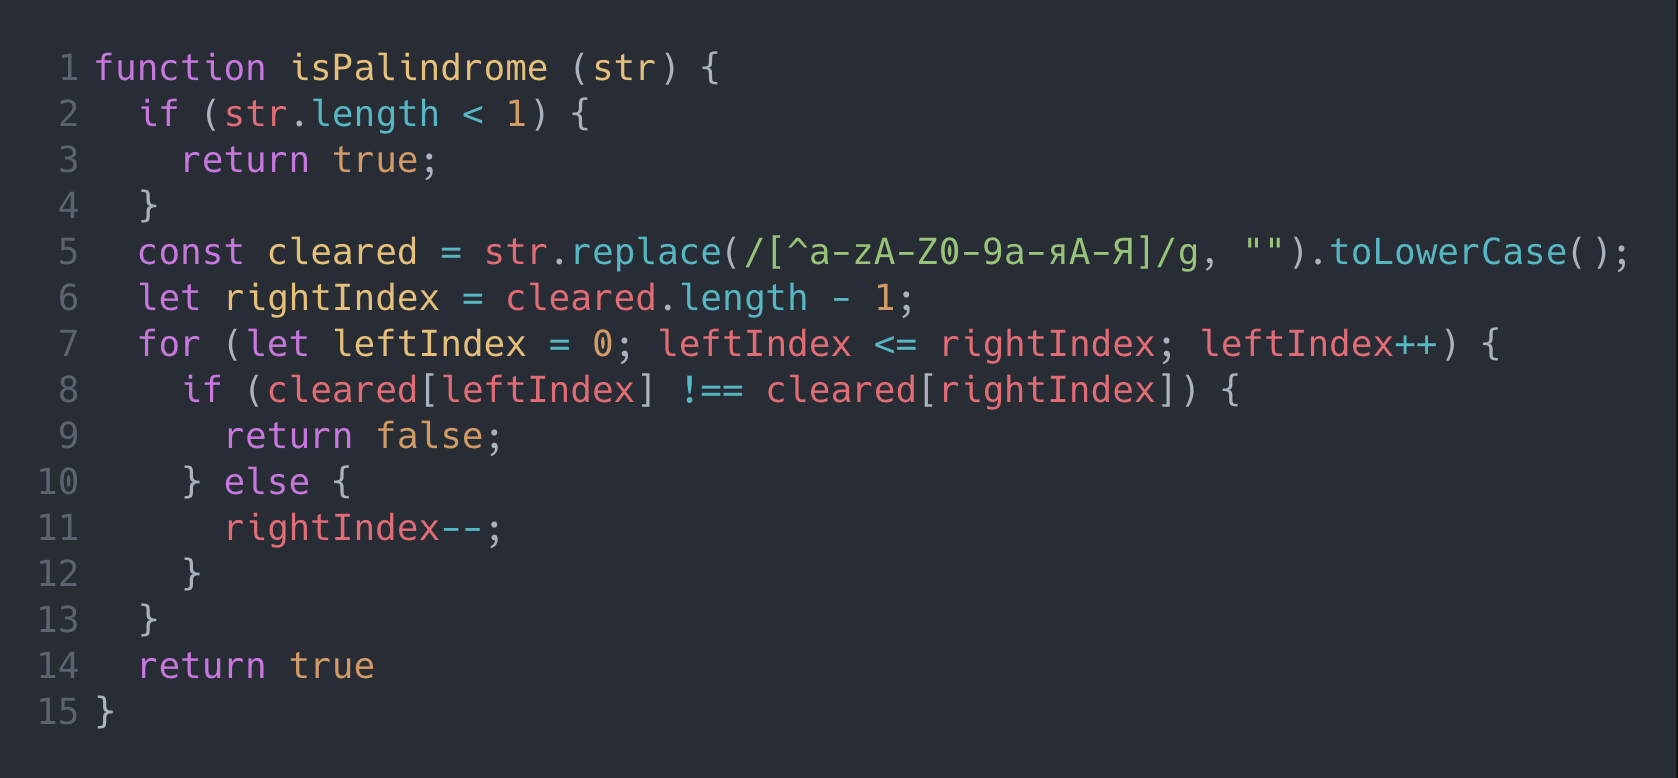 1 function isPalindrome (str) {
2   if (str.length < 1) {
3     return true;
4   }
5   const cleared = str.replace(/[^a-zA-Z0-9а-яА-Я]/g, "").toLowerCase();
6   let rightIndex = cleared.length - 1;
7   for (let leftIndex = 0; leftIndex <= rightIndex; leftIndex++) {
8     if (cleared[leftIndex] !== cleared[rightIndex]) {
9       return false;
10     } else {
11       rightIndex--;
12     }
13   }
14   return true
15 }